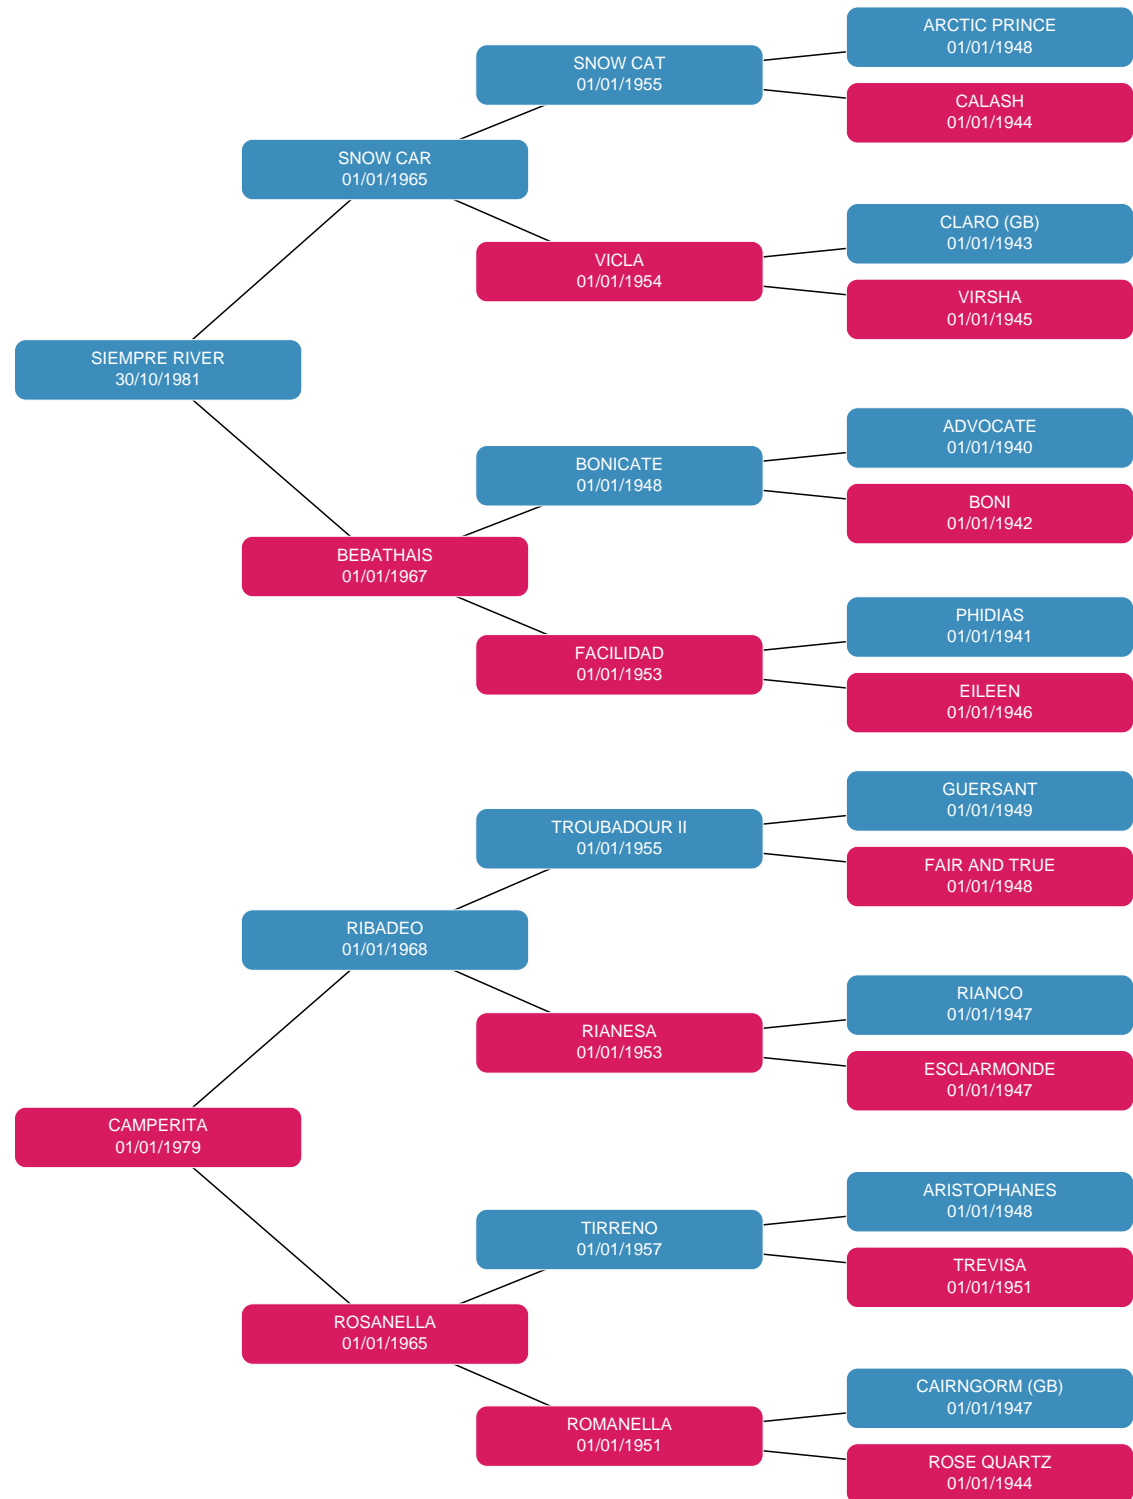 ARCTIC PRINCE
01/01/1948
SNOW CAT
01/01/1955
CALASH
01/01/1944
SNOW CAR
01/01/1965
CLARO (GB)
01/01/1943
VICLA
01/01/1954
VIRSHA
01/01/1945
SIEMPRE RIVER
30/10/1981
ADVOCATE
01/01/1940
BONICATE
01/01/1948
BONI
01/01/1942
BEBATHAIS
01/01/1967
PHIDIAS
01/01/1941
FACILIDAD
01/01/1953
EILEEN
01/01/1946
GUERSANT
01/01/1949
TROUBADOUR II
01/01/1955
FAIR AND TRUE
01/01/1948
RIBADEO
01/01/1968
RIANCO
01/01/1947
RIANESA
01/01/1953
ESCLARMONDE
01/01/1947
CAMPERITA
01/01/1979
ARISTOPHANES
01/01/1948
TIRRENO
01/01/1957
TREVISA
01/01/1951
ROSANELLA
01/01/1965
CAIRNGORM (GB)
01/01/1947
ROMANELLA
01/01/1951
ROSE QUARTZ
01/01/1944